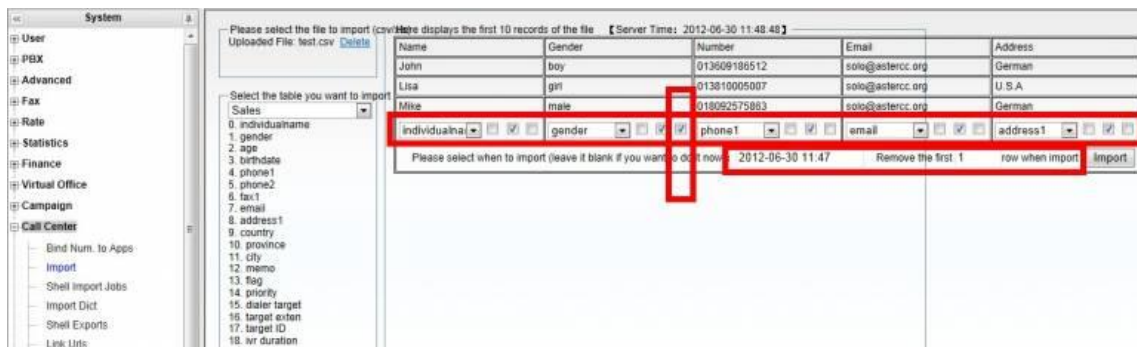 System
User
PBX
Advanced
Fax
Rate
Statistics
Finance
Virtual Office
Campaign
Call Center
Bind Num. to Apps
Import
Shell Import Jobs
Import Dict
Shell Exports
Link Urls
Please select the file to import (csv/xls)
Uploaded File: test.csv Delete
Select the table you want to import
Sales
0. individualname
1. gender
2. age
3. birthdate
4. phone1
5. phone2
6. fax1
7. email
8. address1
9. country
10. province
11. city
12. memo
13. flag
14. priority
15. dialer target
16. target exten
17. target ID
18. ivr duration
Here displays the first 10 records of the file 【Server Time: 2012-06-30 11:48:48】
Name Gender Number Email Address
John boy 013609186512 solo@astercc.org German
Lisa girl 013810005007 solo@astercc.org U.S.A
Mike male 018092575863 solo@astercc.org German
individualna gender phone1 email address1
Please select when to import (leave it blank if you want to do it now 2012-06-30 11:47 Remove the first 1 row when import Import